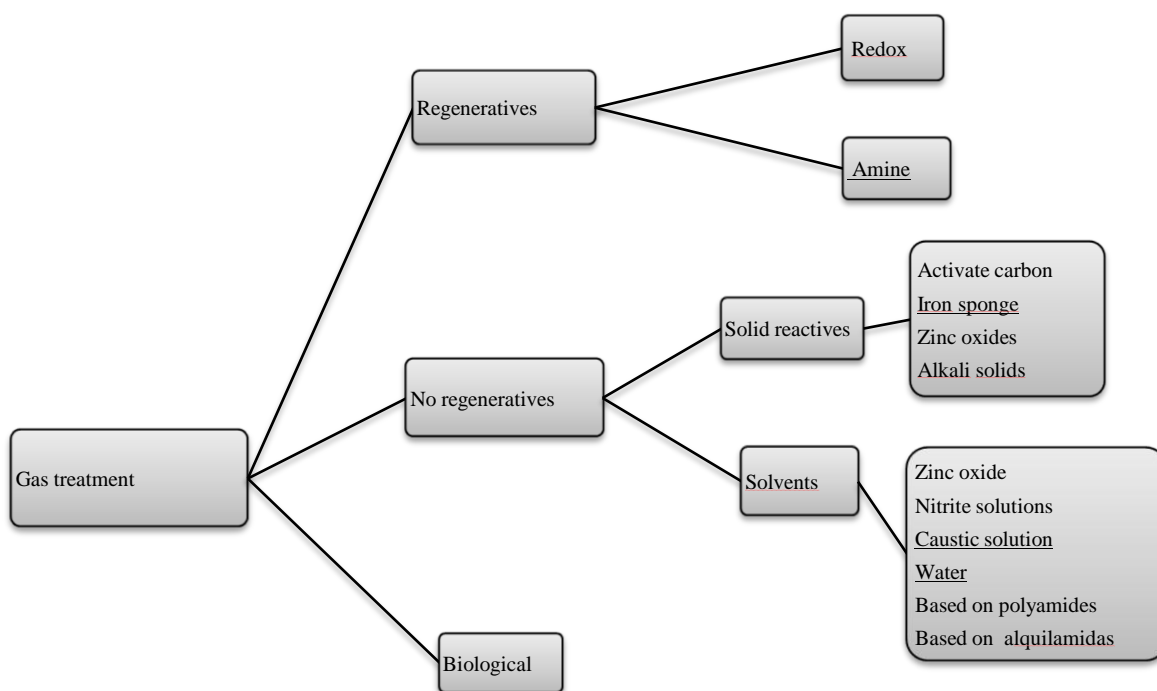 Redox
Regeneratives
Amine
Activate carbon
Iron sponge
Solid reactives
Zinc oxides
Alkali solids
No regeneratives
Gas treatment
Solvents
Zinc oxide
Nitrite solutions
Caustic solution
Water
Based on polyamides
Based on alquilamidas
Biological